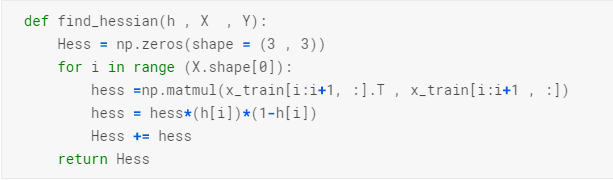 def find_hessian(h , X  , Y):
    Hess = np.zeros(shape = (3 , 3))
    for i in range (X.shape[0]):
        hess =np.matmul(x_train[i:i+1, :].T , x_train[i:i+1 , :])
        hess = hess*(h[i])*(1-h[i])
        Hess += hess
    return Hess